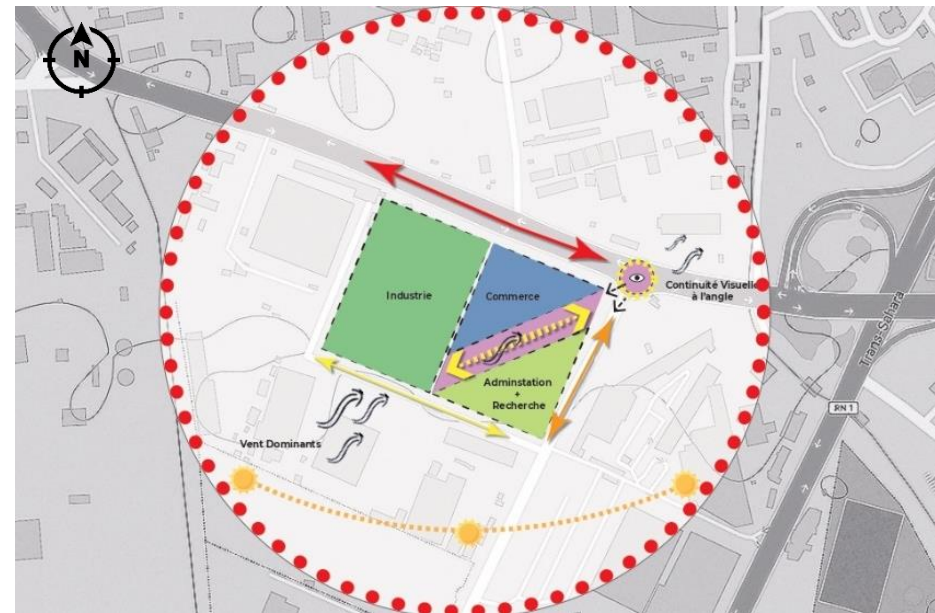 N
Industrie
Commerce
Continuité Visuelle
à l'angle
Adminstation
+
Recherche
Vent Dominants
Trans-Sahara
RN 1